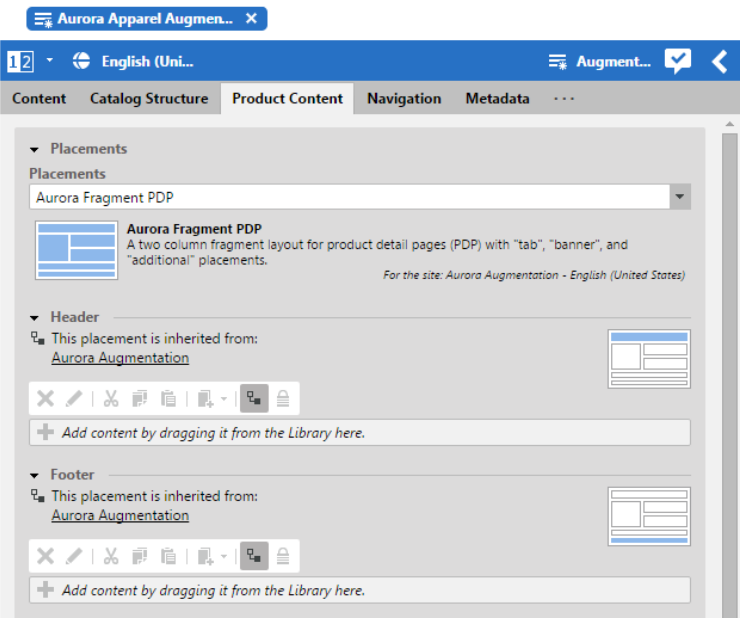 Aurora Apparel Augmen...
English (Uni... Augment...
Content Catalog Structure Product Content Navigation Metadata ...
Placements
Placements
Aurora Fragment PDP
Aurora Fragment PDP
A two column fragment layout for product detail pages (PDP) with "tab", "banner", and
"additional" placements.
For the site: Aurora Augmentation - English (United States)
Header
This placement is inherited from:
Aurora Augmentation
Add content by dragging it from the Library here.
Footer
This placement is inherited from:
Aurora Augmentation
Add content by dragging it from the Library here.